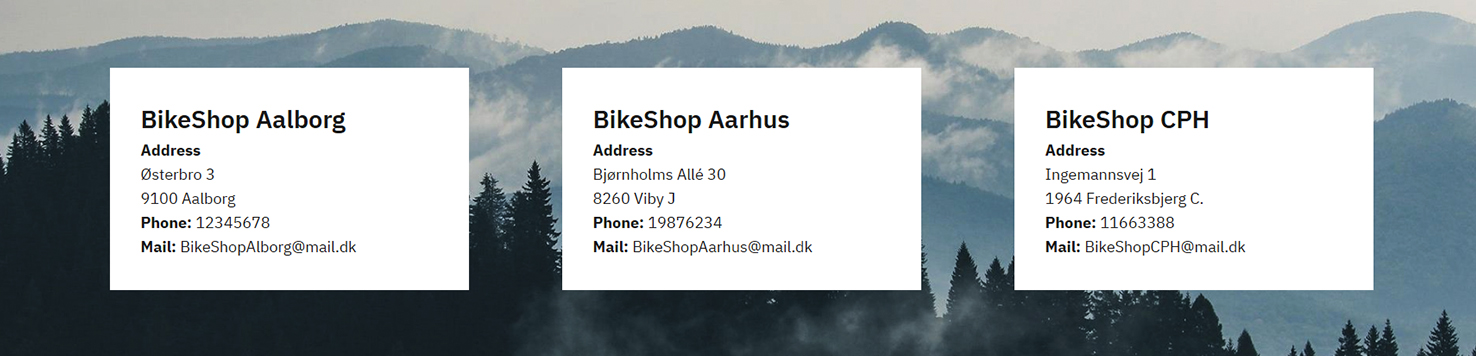 BikeShop Aalborg
Address
Østerbro 3
9100 Aalborg
Phone: 12345678
Mail: BikeShopAlborg@mail.dk
BikeShop Aarhus
Address
Bjørnholms Allé 30
8260 Viby J
Phone: 19876234
Mail: BikeShopAarhus@mail.dk
BikeShop CPH
Address
Ingemannsvej 1
1964 Frederiksbjerg C.
Phone: 11663388
Mail: BikeShopCPH@mail.dk